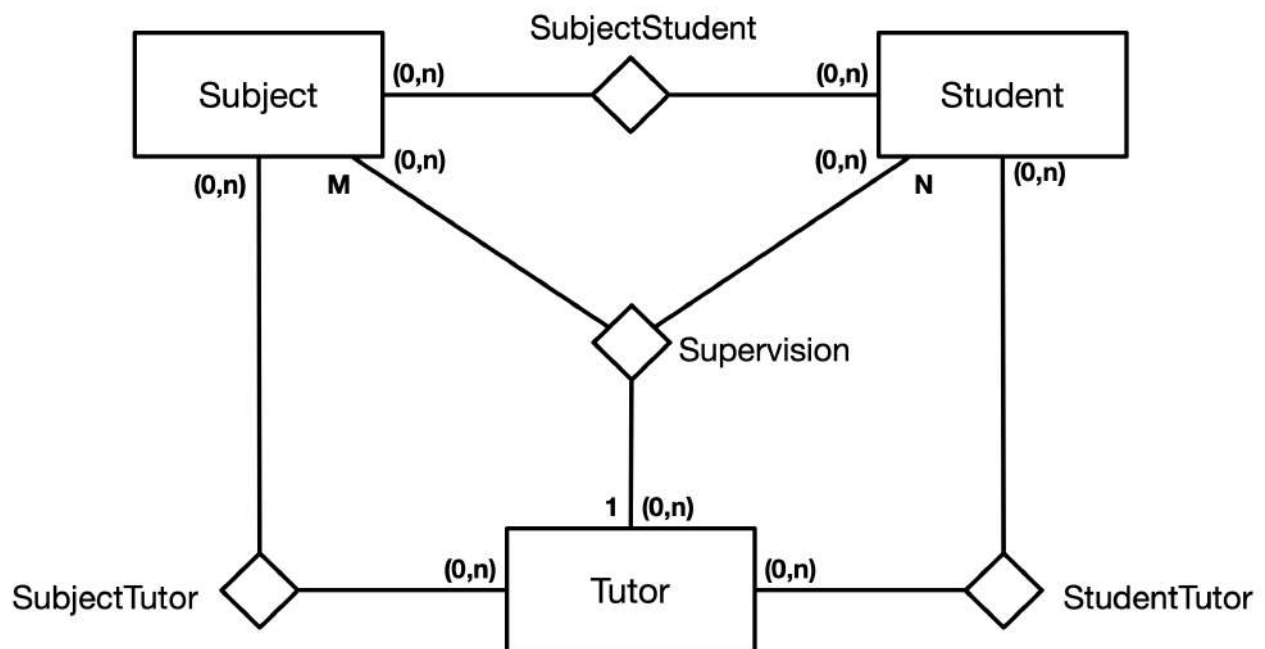 SubjectStudent
Subject
(0,n)
(0,n)
Student
(0,n)
M
(0,n)
(0,n)
N
(0,n)
Supervision
1
(0,n)
SubjectTutor
(0,n)
Tutor
(0,n)
StudentTutor